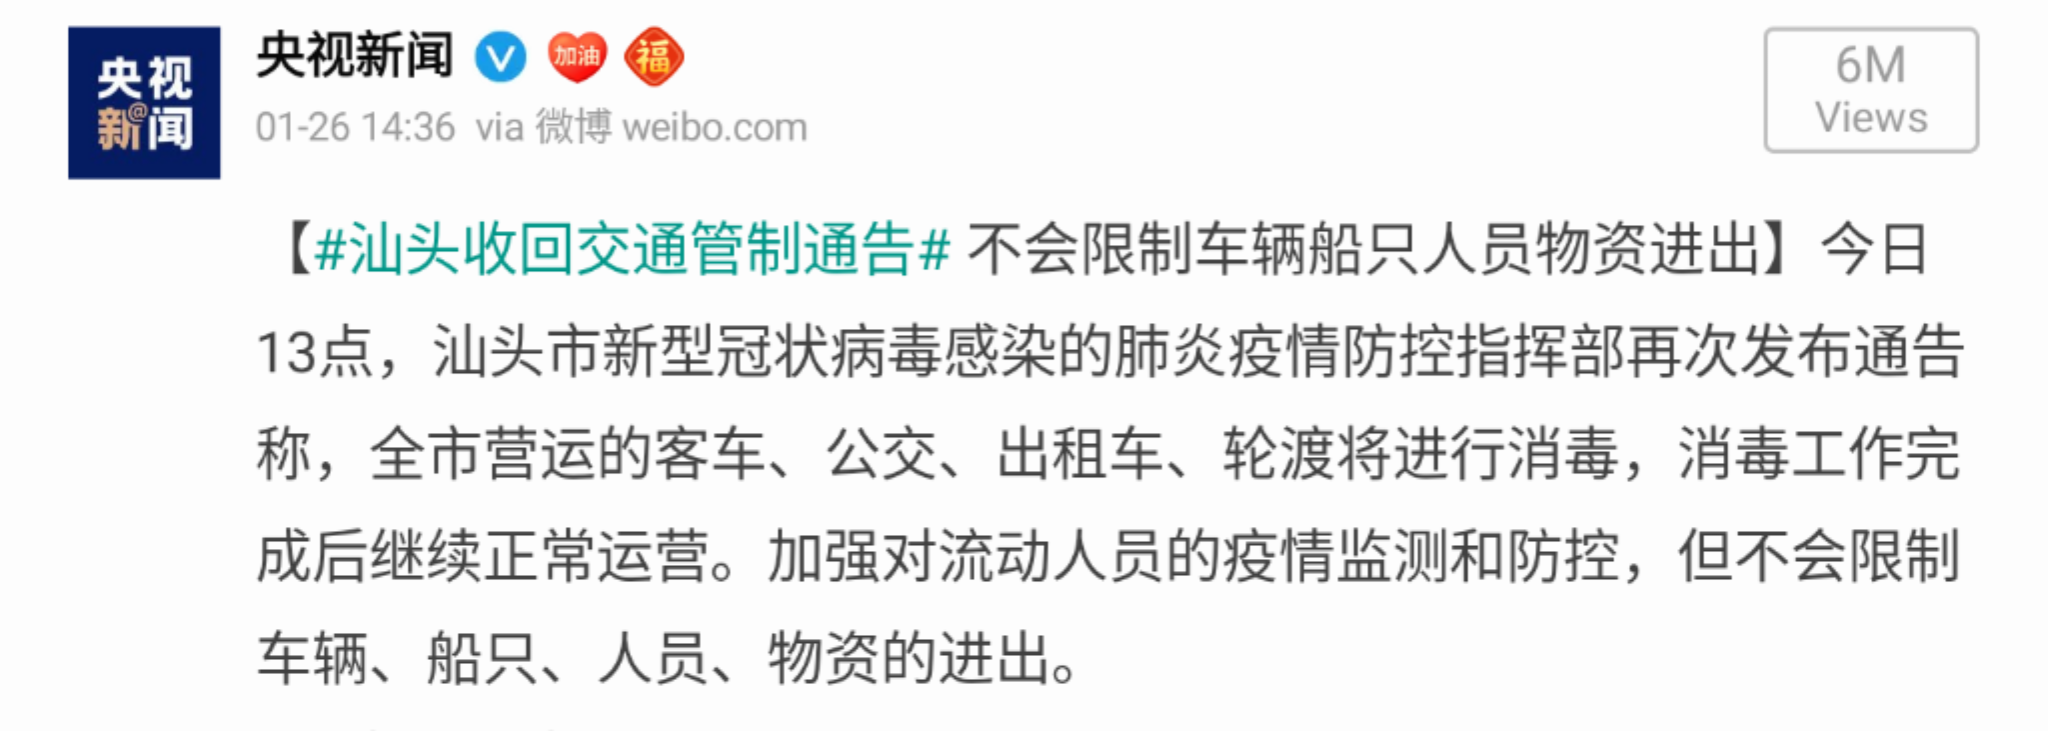 央视
新@闻
央视新闻 V 加油 福
01-26 14:36 via 微博 weibo.com
6M
Views
【#汕头收回交通管制通告# 不会限制车辆船只人员物资进出】今日
13点，汕头市新型冠状病毒感染的肺炎疫情防控指挥部再次发布通告
称，全市营运的客车、公交、出租车、轮渡将进行消毒，消毒工作完
成后继续正常运营。加强对流动人员的疫情监测和防控，但不会限制
车辆、船只、人员、物资的进出。